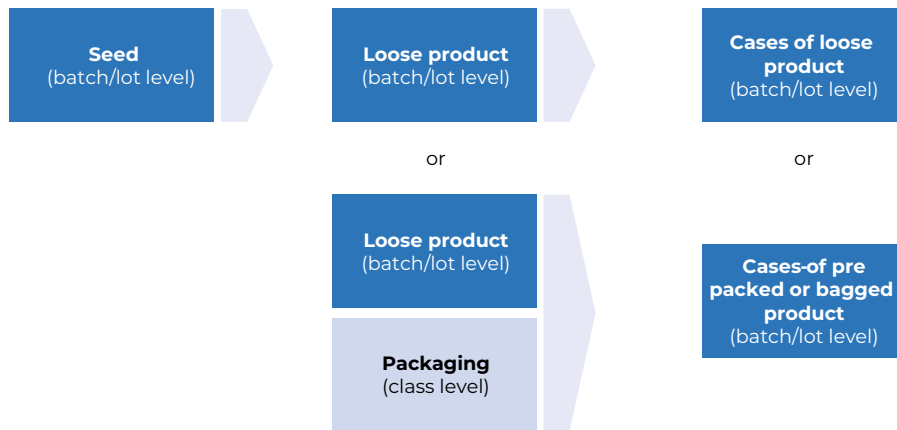 Seed
(batch/lot level)
Loose product
(batch/lot level)
Cases of loose
product
(batch/lot level)
or
or
Loose product
(batch/lot level)
Packaging
(class level)
Cases-of pre
packed or bagged
product
(batch/lot level)